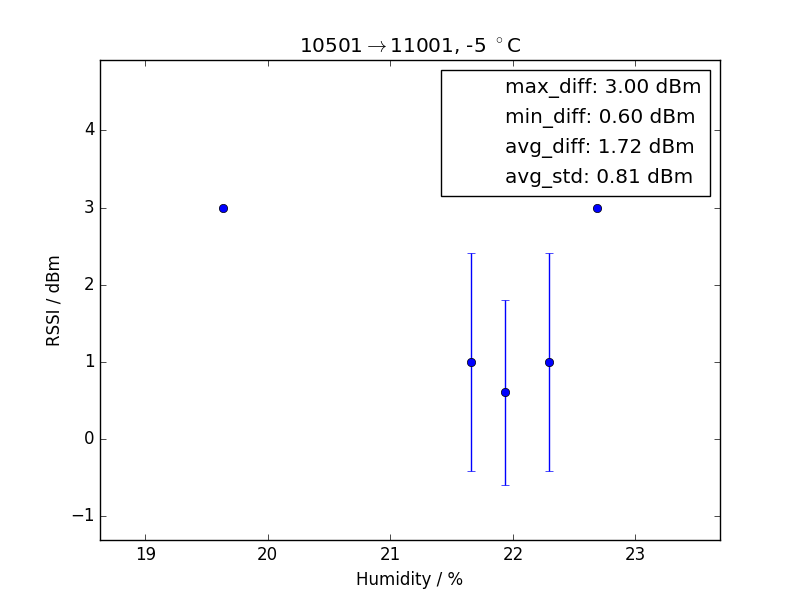 10501→11001, -5 °C
max_diff: 3.00 dBm
min_diff: 0.60 dBm
avg_diff: 1.72 dBm
avg_std: 0.81 dBm
RSSI / dBm
4
3
2
1
0
−1
19 20 21 22 23
Humidity / %